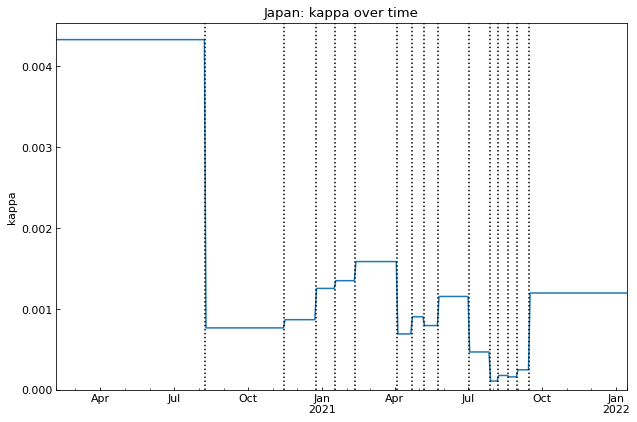 Japan: kappa over time
kappa
0.004
0.003
0.002
0.001
0.000
Apr
Jul
Oct
Jan
2021
Apr
Jul
Oct
Jan
2022